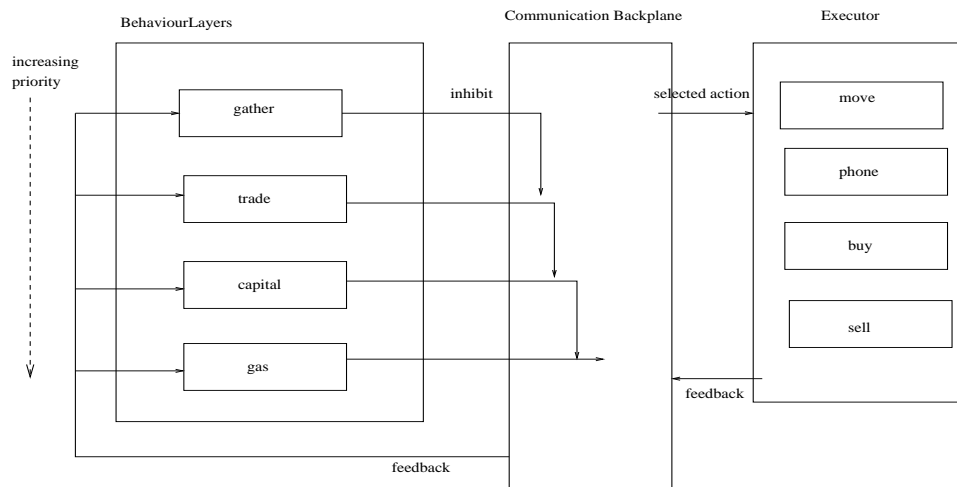 BehaviourLayers
Communication Backplane
Executor
increasing
priority
gather
inhibit
selected action
move
trade
phone
capital
buy
gas
sell
feedback
feedback